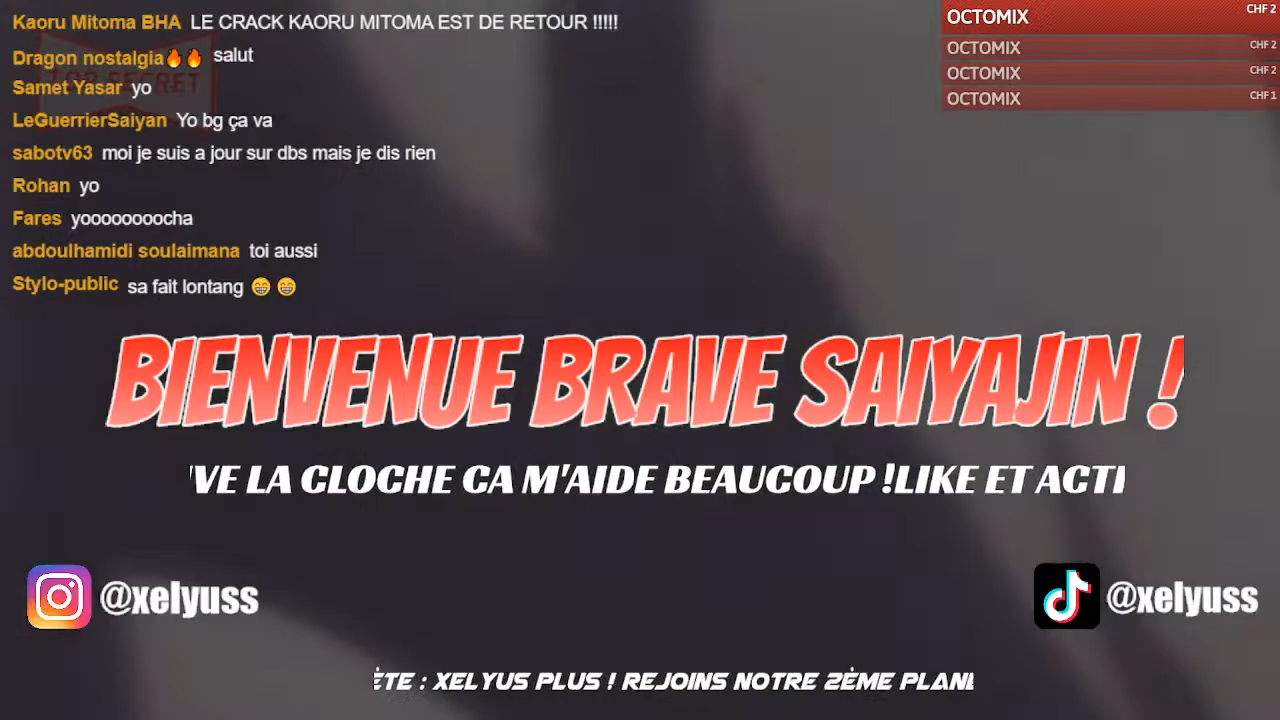 Kaoru Mitoma BHA LE CRACK KAORU MITOMA EST DE RETOUR !!!!!
Dragon nostalgia🔥🔥 salut
Samet Yasar yo
LeGuerrierSaiyan Yo bg ça va
sabotv63 moi je suis a jour sur dbs mais je dis rien
Rohan yo
Fares yoooooooocha
abdoulhamidi soulaimana toi aussi
Stylo-public sa fait lontang 😁 😁
OCTOMIX CHF 2
OCTOMIX CHF 2
OCTOMIX CHF 2
OCTOMIX CHF 1
TOP SECRET
BIENVENUE BRAVE SAIYAJIN !
'VE LA CLOCHE CA M'AIDE BEAUCOUP !LIKE ET ACTI
@xelyuss
@xelyuss
ÈTE : XELYUS PLUS ! REJOINS NOTRE 2ÈME PLANÈ